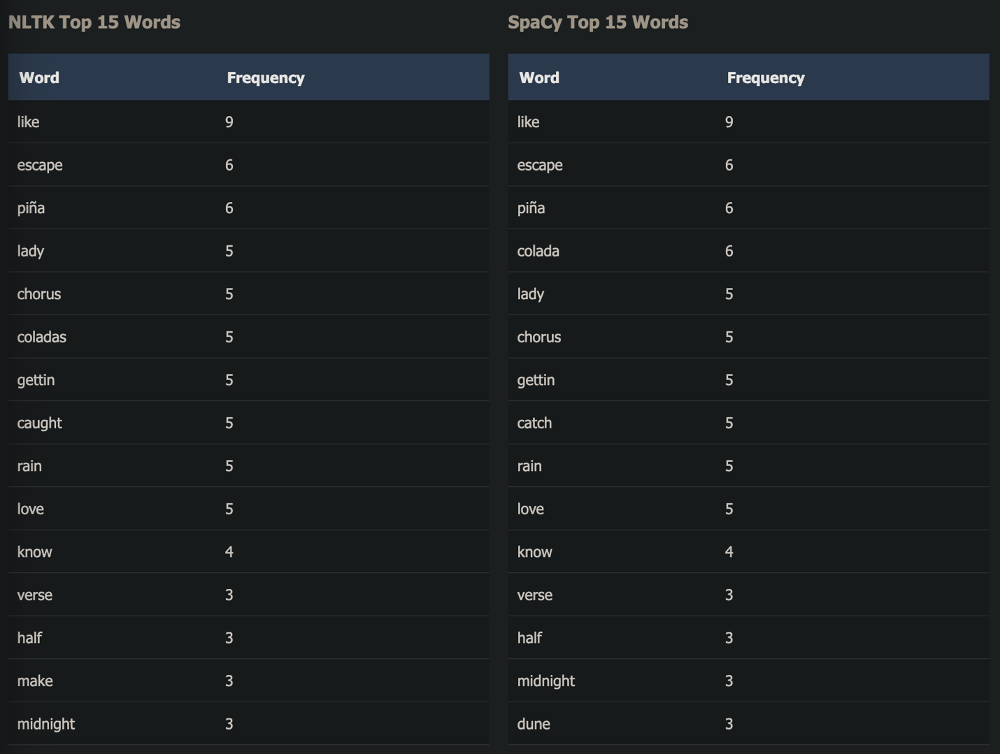 NLTK Top 15 Words
Word Frequency
like 9
escape 6
piña 6
lady 5
chorus 5
coladas 5
gettin 5
caught 5
rain 5
love 5
know 4
verse 3
half 3
make 3
midnight 3
SpaCy Top 15 Words
Word Frequency
like 9
escape 6
piña 6
colada 6
lady 5
chorus 5
gettin 5
catch 5
rain 5
love 5
know 4
verse 3
half 3
midnight 3
dune 3